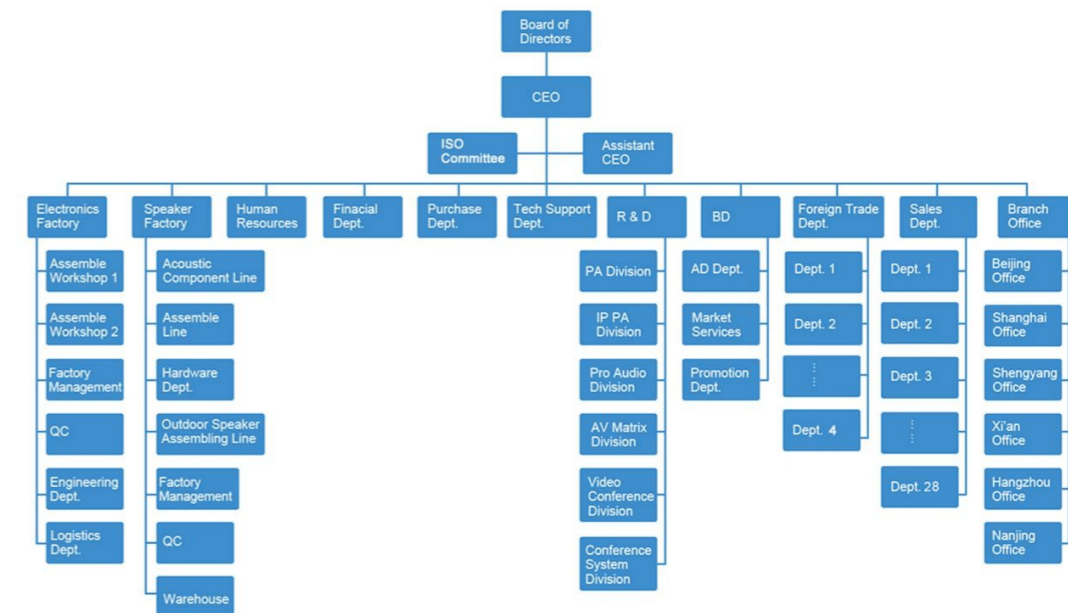 Board of
Directors
CEO
ISO
Committee
Assistant
CEO
Electronics
Factory
Speaker
Factory
Human
Resources
Finacial
Dept.
Purchase
Dept.
Tech Support
Dept.
R & D
BD
Foreign Trade
Dept.
Sales
Dept.
Branch
Office
Assemble
Workshop 1
Assemble
Workshop 2
Factory
Management
QC
Engineering
Dept.
Logistics
Dept.
Acoustic
Component Line
Assemble
Line
Hardware
Dept.
Outdoor Speaker
Assembling Line
Factory
Management
QC
Warehouse
PA Division
IP PA
Division
Pro Audio
Division
AV Matrix
Division
Video
Conference
Division
Conference
System
Division
AD Dept.
Market
Services
Promotion
Dept.
Dept. 1
Dept. 2
⋮
Dept. 4
Dept. 1
Dept. 2
Dept. 3
⋮
Dept. 28
Beijing
Office
Shanghai
Office
Shengyang
Office
Xi'an
Office
Hangzhou
Office
Nanjing
Office